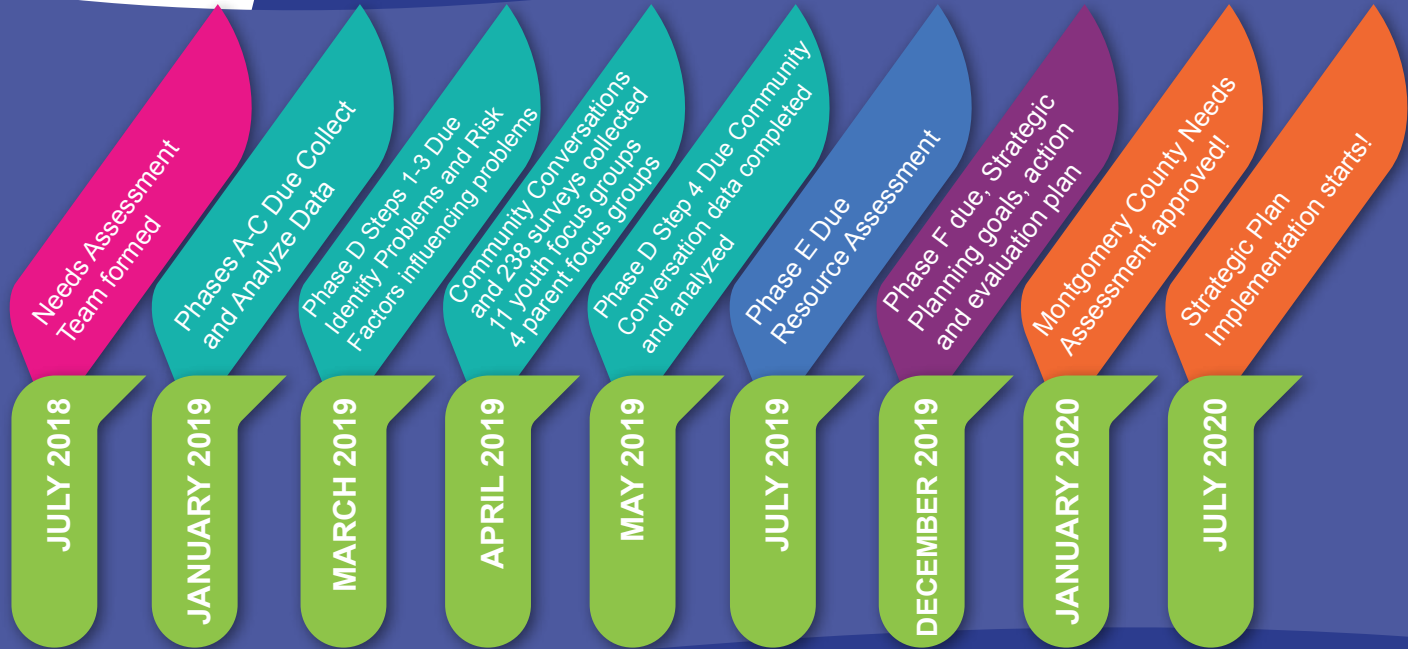 Needs Assessment
Team formed
JULY 2018
Phases A-C Due Collect
and Analyze Data
JANUARY 2019
Phase D Steps 1-3 Due
Identify Problems and Risk
Factors influencing problems
MARCH 2019
Community Conversations
and 238 surveys collected
11 youth focus groups
4 parent focus groups
APRIL 2019
Phase D Step 4 Due Community
Conversation data completed
and analyzed
MAY 2019
Phase E Due
Resource Assessment
JULY 2019
Phase F due, Strategic
Planning goals, action
and evaluation plan
DECEMBER 2019
Montgomery County Needs
Assessment approved!
JANUARY 2020
Strategic Plan
Implementation starts!
JULY 2020